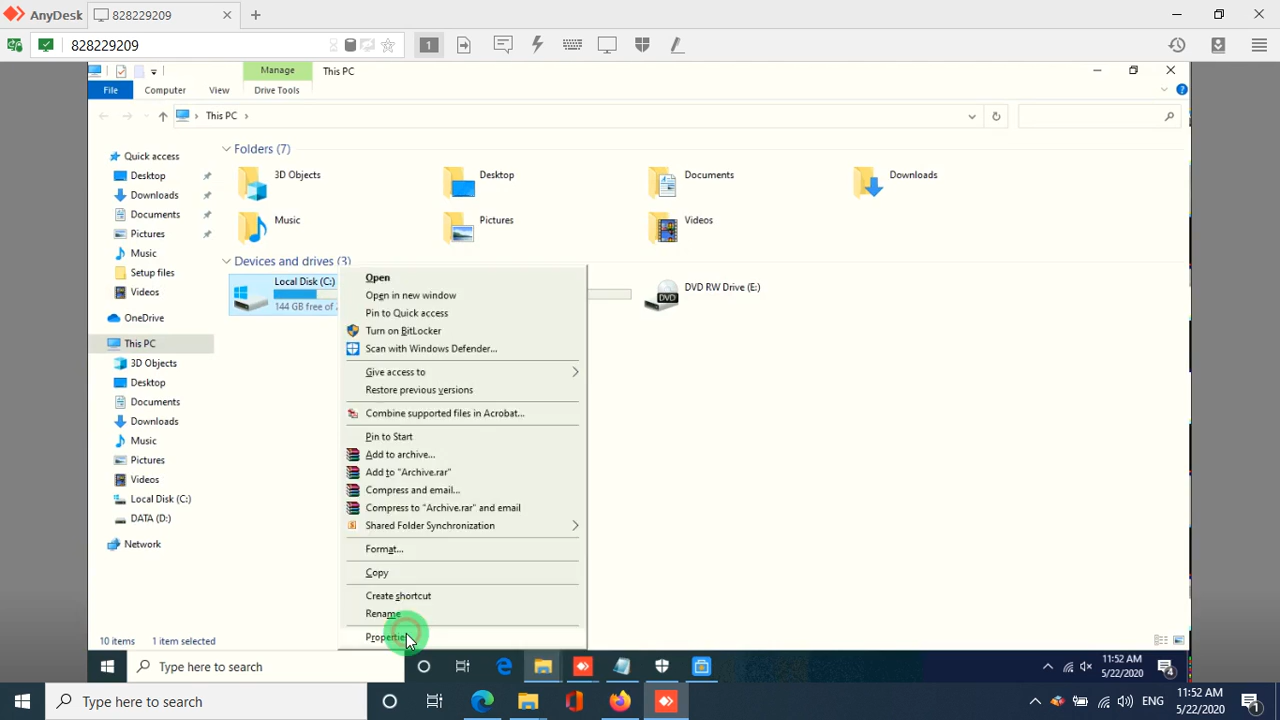 AnyDesk
828229209
828229209
1
Manage
This PC
File
Computer
View
Drive Tools
This PC
Quick access
Desktop
Downloads
Documents
Pictures
Music
Setup files
Videos
OneDrive
This PC
3D Objects
Desktop
Documents
Downloads
Music
Pictures
Videos
Local Disk (C:)
DATA (D:)
Network
Folders (7)
3D Objects
Desktop
Documents
Downloads
Music
Pictures
Videos
Devices and drives (3)
Local Disk (C:)
144 GB free of
DVD RW Drive (E:)
DVD
Open
Open in new window
Pin to Quick access
Turn on BitLocker
Scan with Windows Defender...
Give access to
Restore previous versions
Combine supported files in Acrobat...
Pin to Start
Add to archive...
Add to "Archive.rar"
Compress and email...
Compress to "Archive.rar" and email
Shared Folder Synchronization
Format...
Copy
Create shortcut
Rename
Properties
10 items
1 item selected
Type here to search
11:52 AM
5/22/2020
4
Type here to search
ENG
11:52 AM
5/22/2020
1